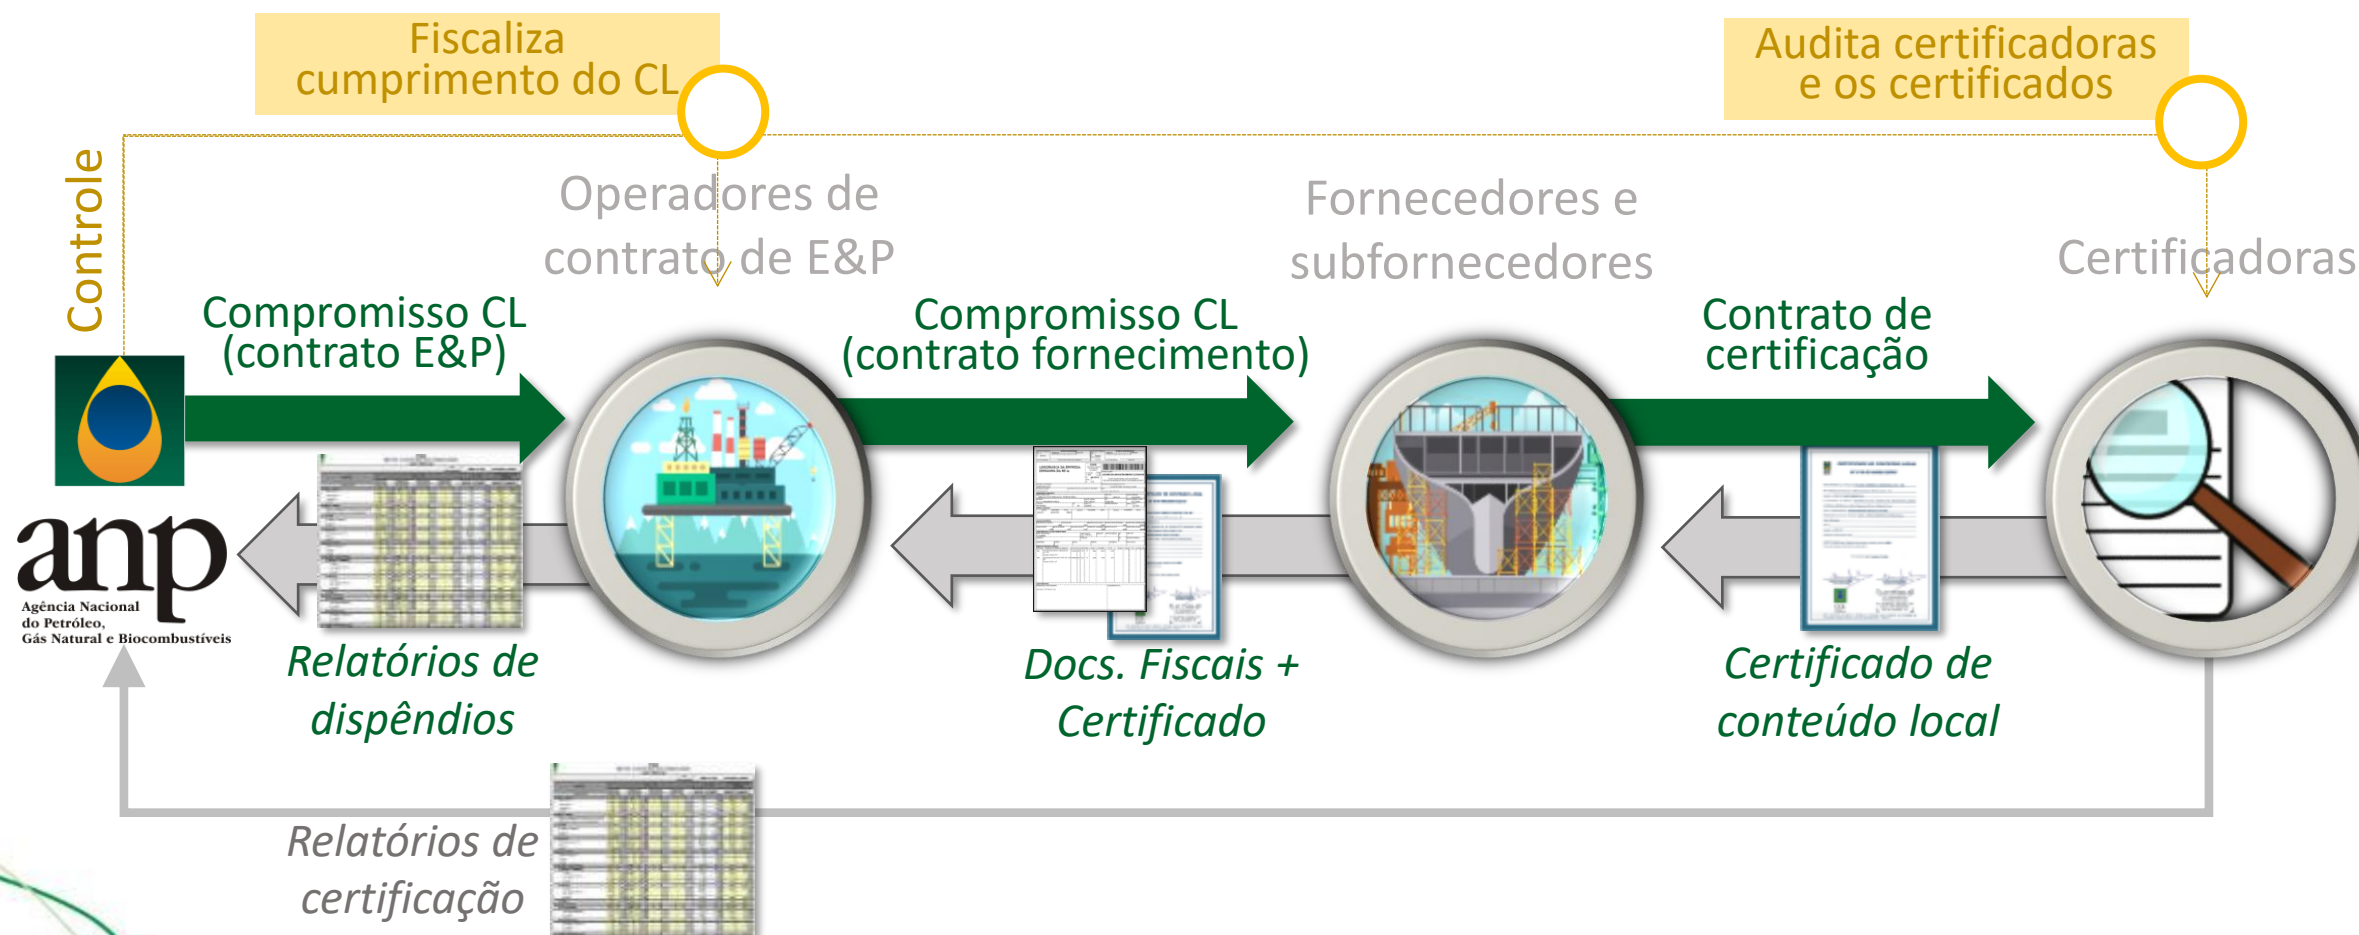 Fiscaliza
cumprimento do CL
Audita certificadoras
e os certificados
Controle
Operadores de
contrato de E&P
Fornecedores e
subfornecedores
Certificadoras
Compromisso CL
(contrato E&P)
Compromisso CL
(contrato fornecimento)
Contrato de
certificação
anp
Agência Nacional
do Petróleo,
Gás Natural e Biocombustíveis
Relatórios de
dispêndios
Docs. Fiscais +
Certificado
Certificado de
conteúdo local
Relatórios de
certificação